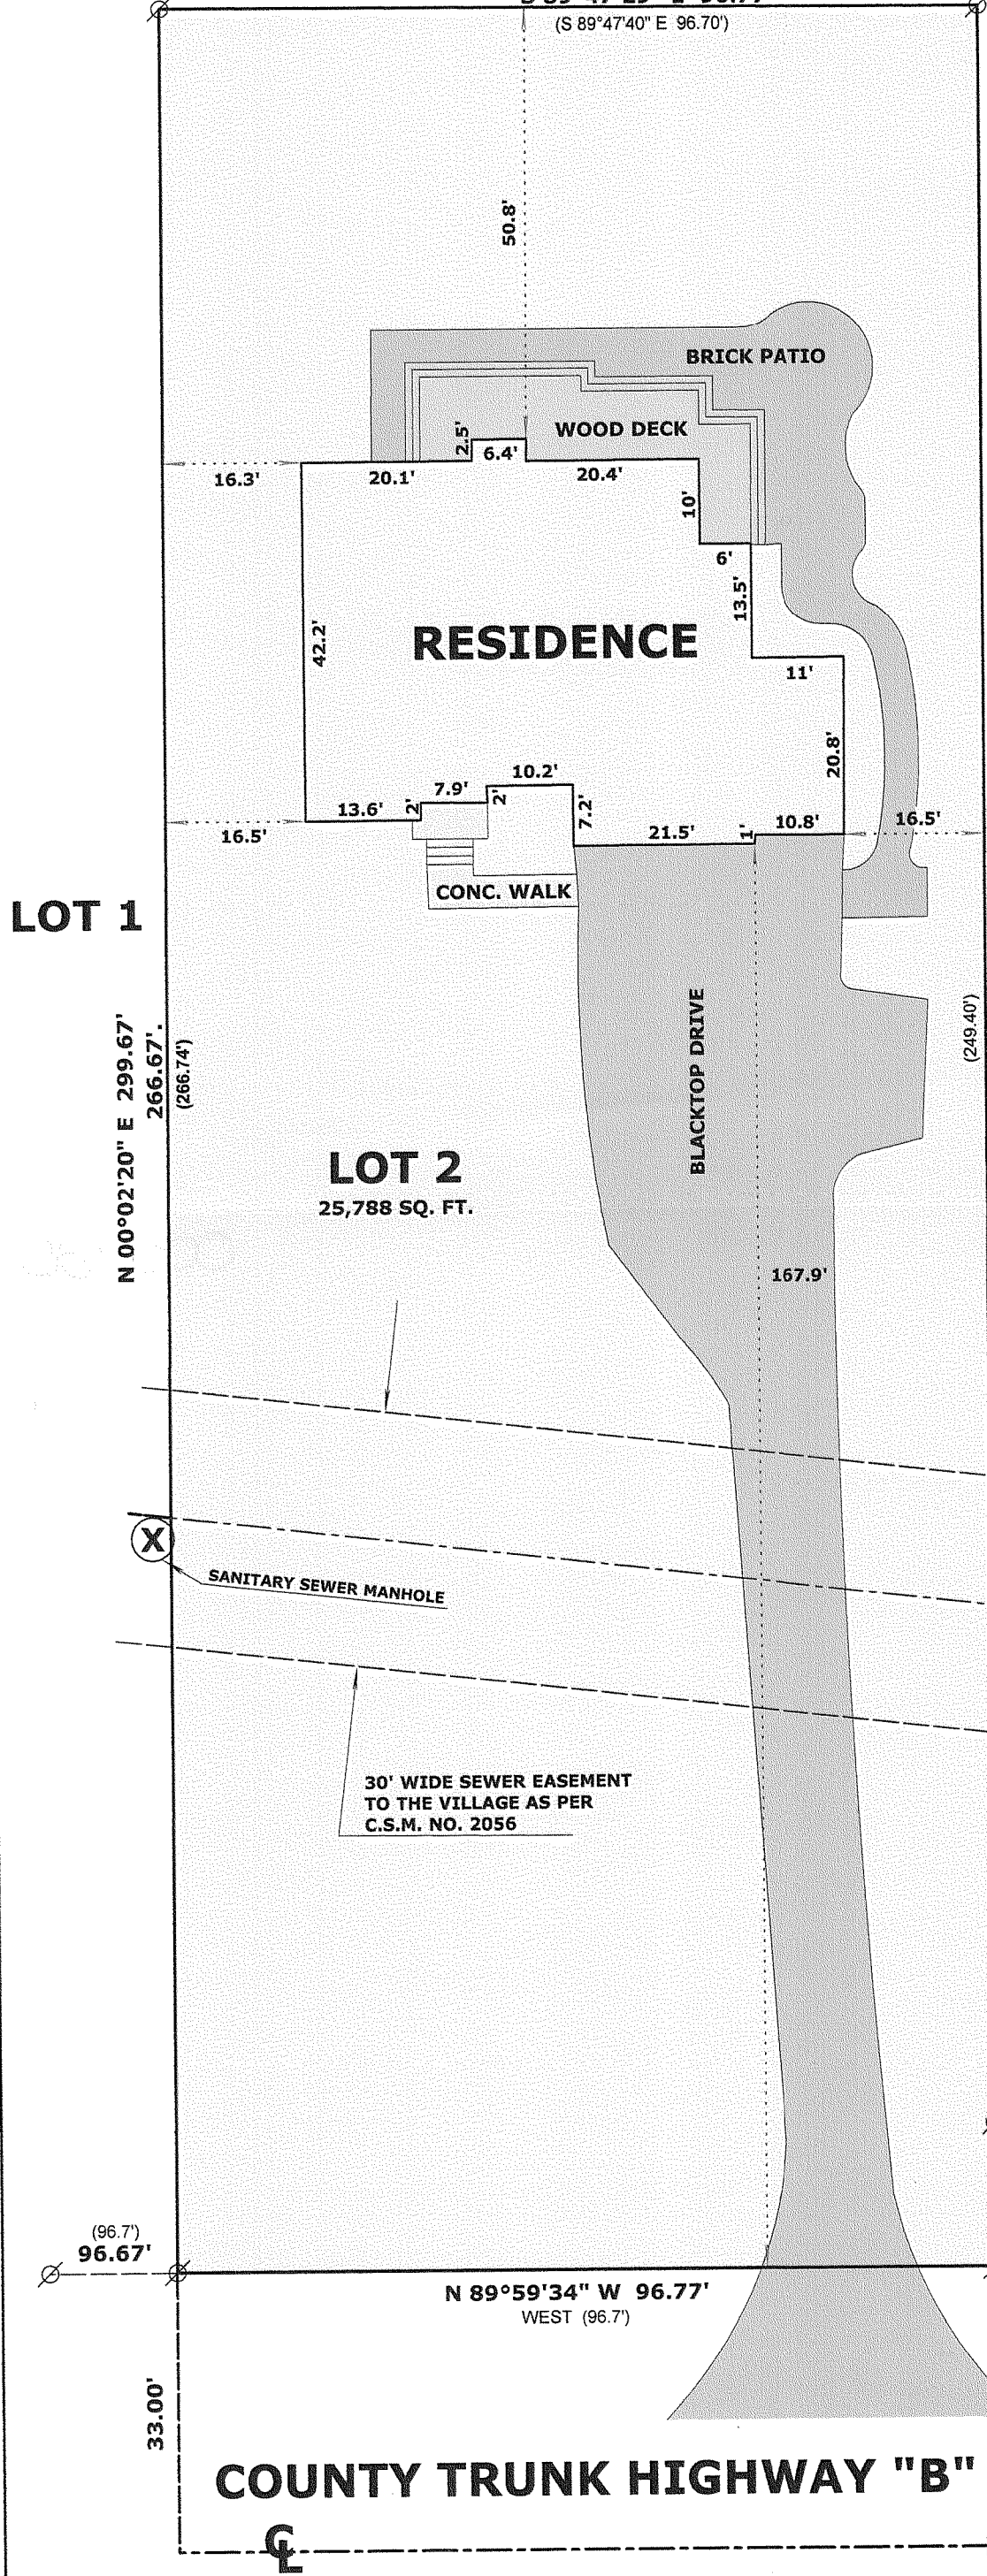 (S 89°47'40" E 96.70')
50.8'
BRICK PATIO
WOOD DECK
2.5'
6.4'
16.3'
20.1'
20.4'
10'
6'
13.5'
42.2'
RESIDENCE
11'
20.8'
10.2'
7.9'
2'
2'
13.6'
7.2'
16.5'
21.5'
1'
10.8'
16.5'
CONC. WALK
LOT 1
BLACKTOP DRIVE
(249.40')
N 00°02'20" E 299.67'
266.67'.
(266.74')
LOT 2
25,788 SQ. FT.
167.9'
X
SANITARY SEWER MANHOLE
30' WIDE SEWER EASEMENT
TO THE VILLAGE AS PER
C.S.M. NO. 2056
(96.7')
96.67'
N 89°59'34" W 96.77'
WEST (96.7')
33.00'
COUNTY TRUNK HIGHWAY "B"
CL